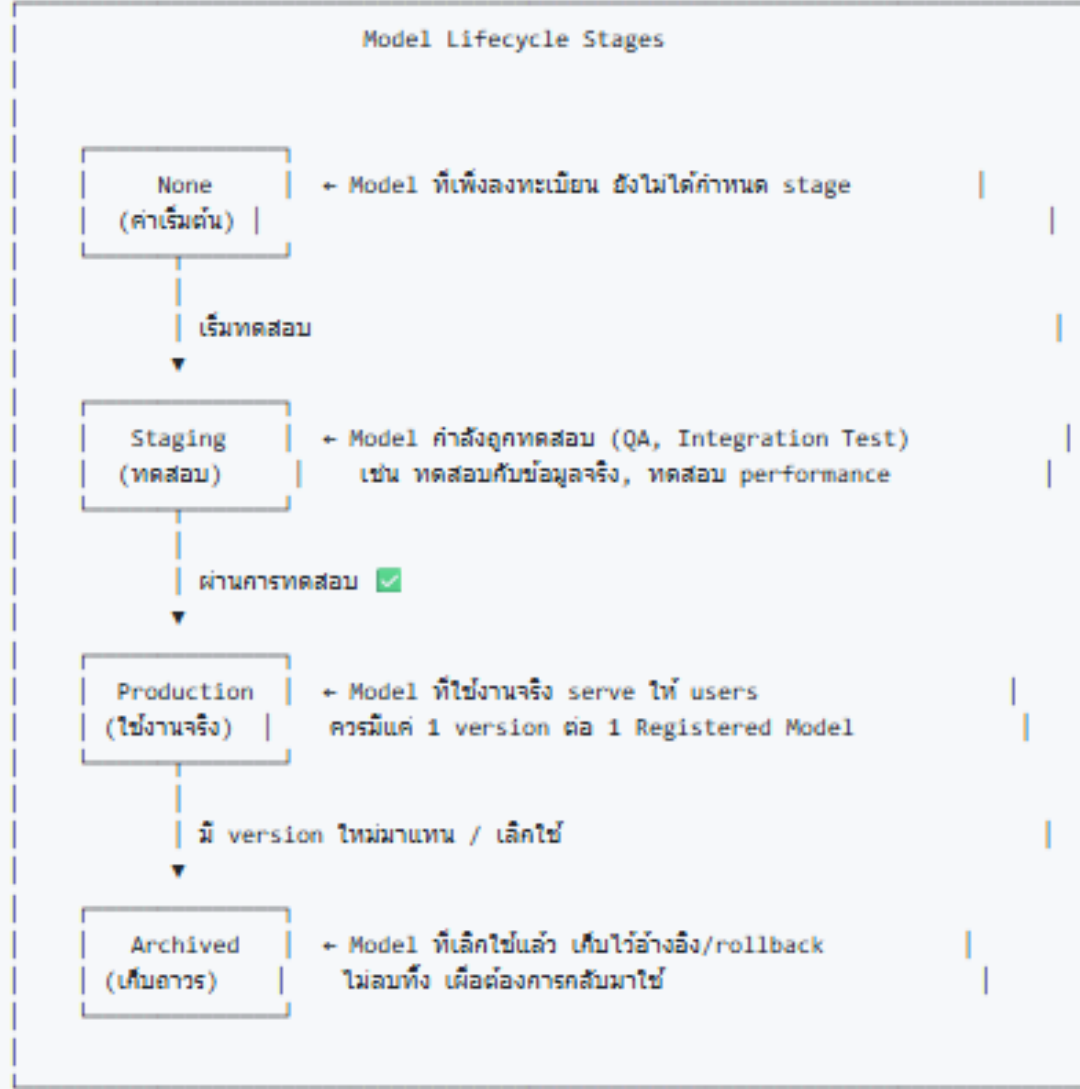 Model Lifecycle Stages
None ← Model ที่เพิ่งลงทะเบียน ยังไม่ได้กำหนด stage
(ค่าเริ่มต้น)
เริ่มทดสอบ
▼
Staging ← Model กำลังถูกทดสอบ (QA, Integration Test)
(ทดสอบ) เช่น ทดสอบกับข้อมูลจริง, ทดสอบ performance
ผ่านการทดสอบ ✅
▼
Production ← Model ที่ใช้งานจริง serve ให้ users
(ใช้งานจริง) ควรมีแค่ 1 version ต่อ 1 Registered Model
มี version ใหม่มาแทน / เลิกใช้
▼
Archived ← Model ที่เลิกใช้แล้ว เก็บไว้อ้างอิง/rollback
(เก็บถาวร) ไม่ลบทิ้ง เผื่อต้องการกลับมาใช้